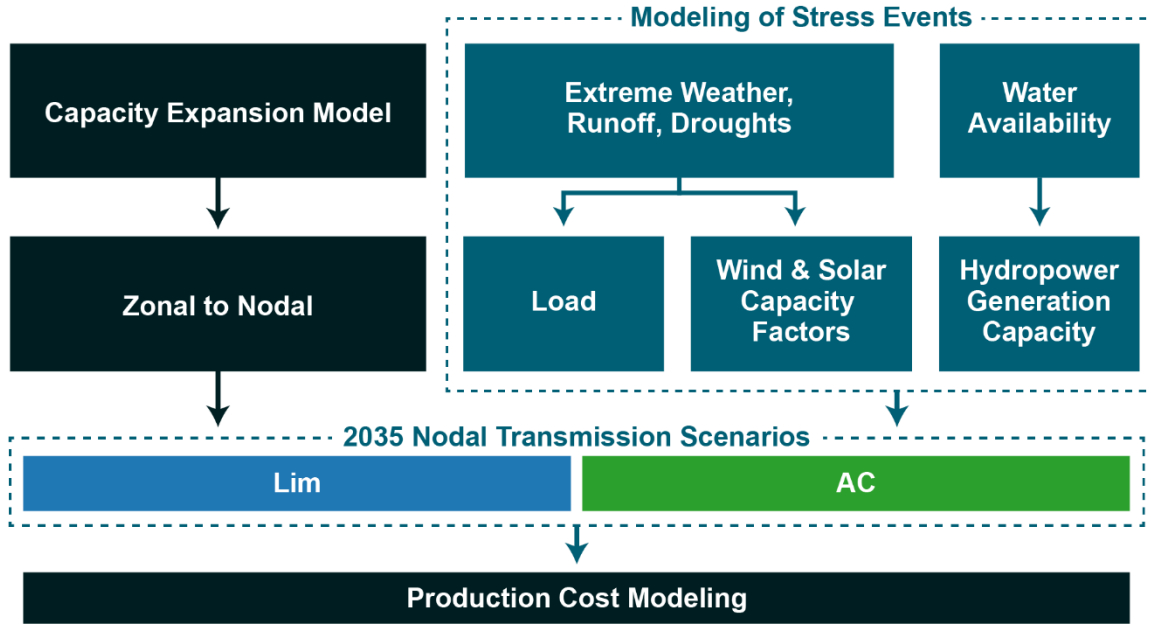 Modeling of Stress Events
Capacity Expansion Model
Extreme Weather,
Runoff, Droughts
Water
Availability
Zonal to Nodal
Load
Wind & Solar
Capacity
Factors
Hydropower
Generation
Capacity
2035 Nodal Transmission Scenarios
Lim
AC
Production Cost Modeling